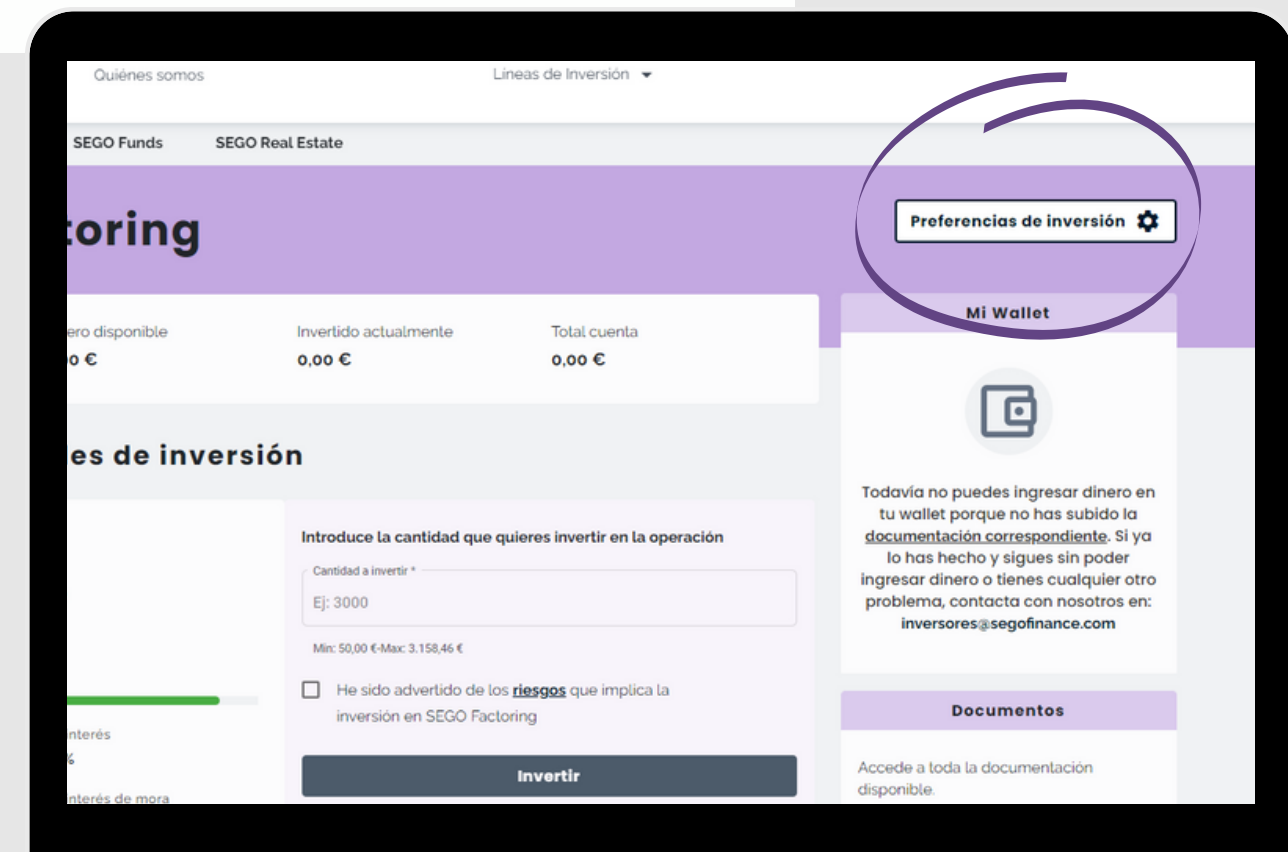 Quiénes somos
Líneas de Inversión
SEGO Funds
SEGO Real Estate
toring
Preferencias de inversión
ero disponible
Invertido actualmente
Total cuenta
00 €
0,00 €
0,00 €
Mi Wallet
Todavía no puedes ingresar dinero en
tu wallet porque no has subido la
documentación correspondiente. Si ya
lo has hecho y sigues sin poder
ingresar dinero o tienes cualquier otro
problema, contacta con nosotros en:
inversores@segofinance.com
es de inversión
Introduce la cantidad que quieres invertir en la operación
Cantidad a invertir *
Ej: 3000
Min: 50,00 €-Max: 3.158,46 €
He sido advertido de los riesgos que implica la
inversión en SEGO Factoring
Invertir
nterés
%
nterés de mora
Documentos
Accede a toda la documentación
disponible.